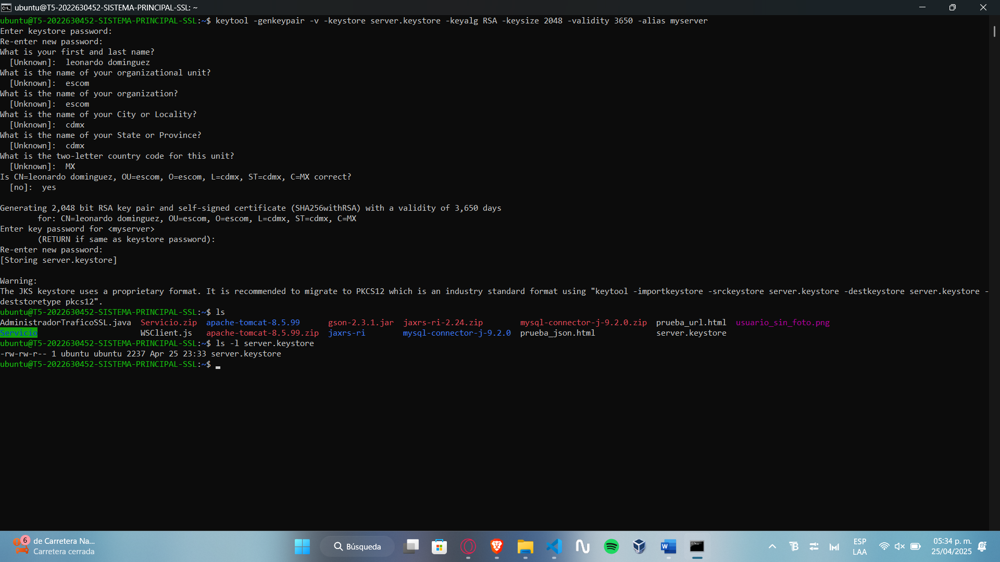 ubuntu@T5-2022630452-SISTEMA-PRINCIPAL-SSL: ~
ubuntu@T5-2022630452-SISTEMA-PRINCIPAL-SSL:~$ keytool -genkeypair -v -keystore server.keystore -keyalg RSA -keysize 2048 -validity 3650 -alias myserver
Enter keystore password:
Re-enter new password:
What is your first and last name?
  [Unknown]:  leonardo dominguez
What is the name of your organizational unit?
  [Unknown]:  escom
What is the name of your organization?
  [Unknown]:  escom
What is the name of your City or Locality?
  [Unknown]:  cdmx
What is the name of your State or Province?
  [Unknown]:  cdmx
What is the two-letter country code for this unit?
  [Unknown]:  MX
Is CN=leonardo dominguez, OU=escom, O=escom, L=cdmx, ST=cdmx, C=MX correct?
  [no]:  yes

Generating 2,048 bit RSA key pair and self-signed certificate (SHA256withRSA) with a validity of 3,650 days
        for: CN=leonardo dominguez, OU=escom, O=escom, L=cdmx, ST=cdmx, C=MX
Enter key password for <myserver>
        (RETURN if same as keystore password):
Re-enter new password:
[Storing server.keystore]

Warning:
The JKS keystore uses a proprietary format. It is recommended to migrate to PKCS12 which is an industry standard format using "keytool -importkeystore -srckeystore server.keystore -destkeystore server.keystore -
deststoretype pkcs12".
ubuntu@T5-2022630452-SISTEMA-PRINCIPAL-SSL:~$ ls
AdministradorTraficoSSL.java  Servicio.zip  apache-tomcat-8.5.99      gson-2.3.1.jar  jaxrs-ri-2.24.zip        mysql-connector-j-9.2.0.zip  prueba_url.html  usuario_sin_foto.png
Servicio                      WSClient.js   apache-tomcat-8.5.99.zip  jaxrs-ri        mysql-connector-j-9.2.0  prueba_json.html             server.keystore
ubuntu@T5-2022630452-SISTEMA-PRINCIPAL-SSL:~$ ls -l server.keystore
-rw-rw-r-- 1 ubuntu ubuntu 2237 Apr 25 23:33 server.keystore
ubuntu@T5-2022630452-SISTEMA-PRINCIPAL-SSL:~$
6
de Carretera Na...
Carretera cerrada
Búsqueda
ESP
LAA
05:34 p. m.
25/04/2025